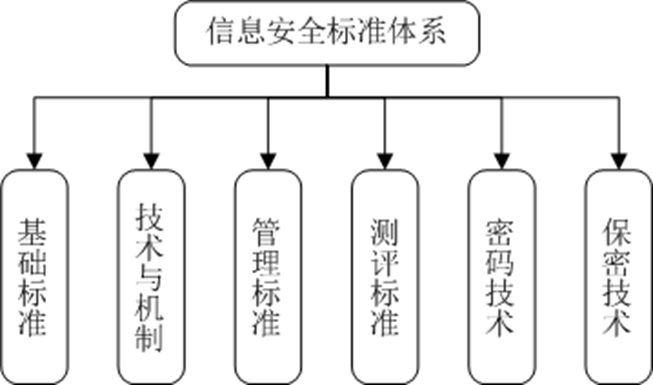 信息安全标准体系
基础标准
技术与机制
管理标准
测评标准
密码技术
保密技术